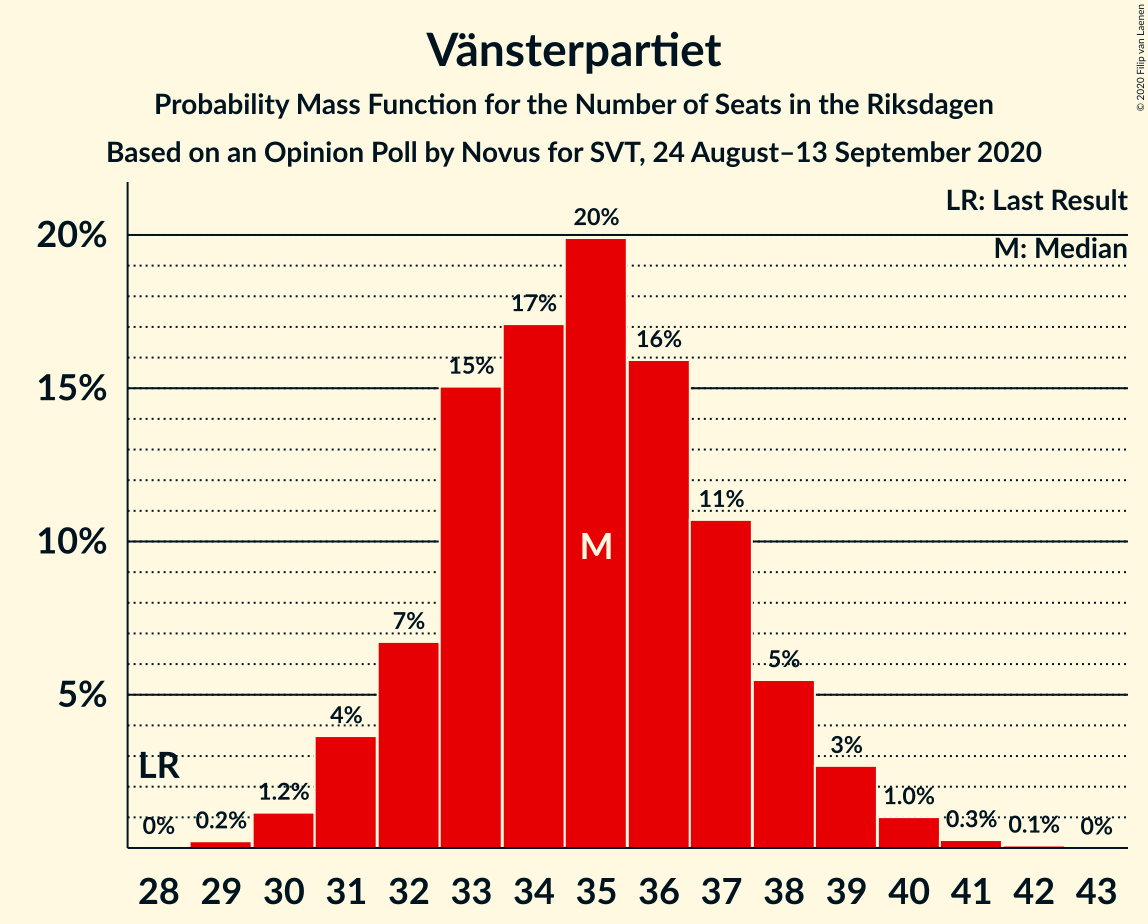 Vänsterpartiet
Probability Mass Function for the Number of Seats in the Riksdagen
Based on an Opinion Poll by Novus for SVT, 24 August–13 September 2020
© 2020 Filip van Laenen
LR: Last Result
M: Median
20%
15%
10%
5%
LR
0%
0.2%
1.2%
4%
7%
15%
17%
20%
M
16%
11%
5%
3%
1.0%
0.3%
0.1%
0%
28 29 30 31 32 33 34 35 36 37 38 39 40 41 42 43